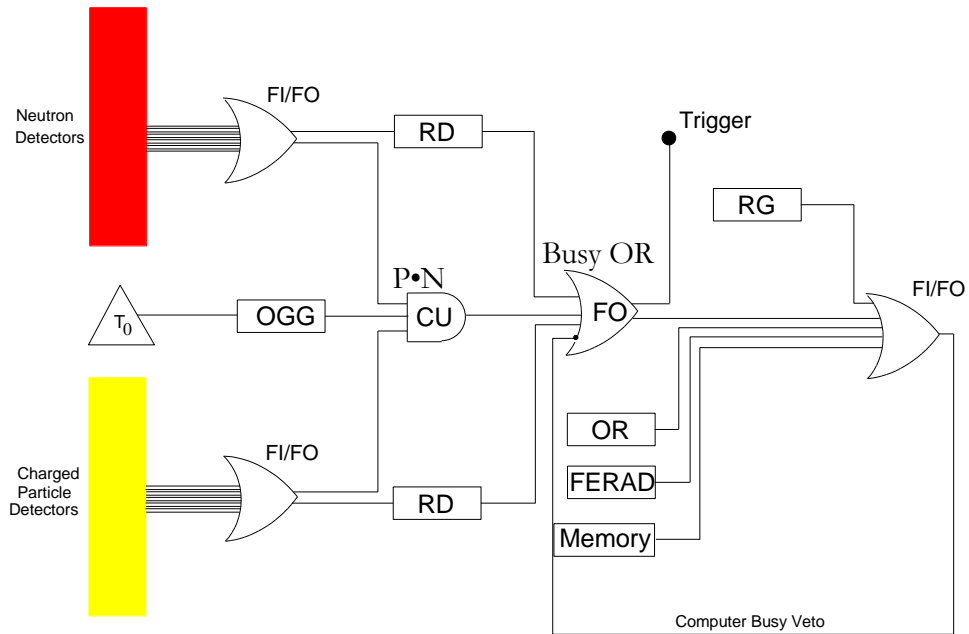 FI/FO
Neutron
Detectors
RD
Trigger
RG
Busy OR
P•N
FI/FO
T0
OGG
CU
FO
FI/FO
Charged
Particle
Detectors
RD
OR
FERAD
Memory
Computer Busy Veto